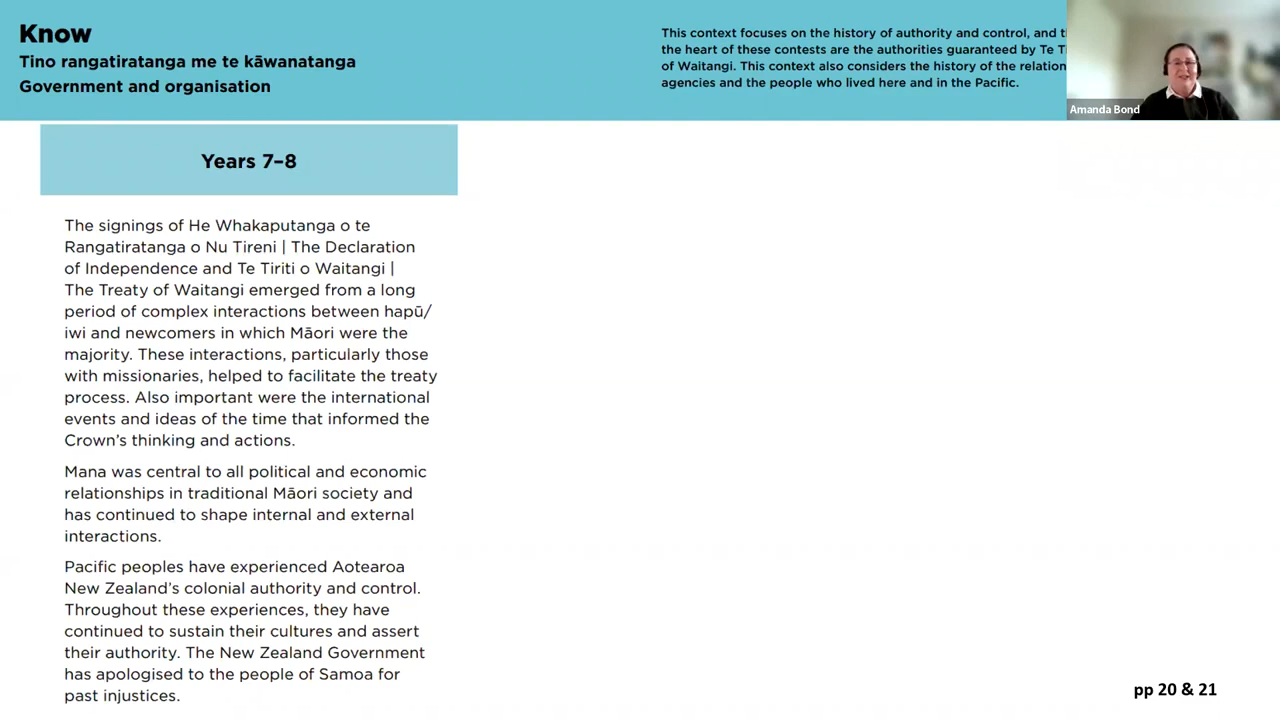 Know
Tino rangatiratanga me te kāwanatanga
Government and organisation
This context focuses on the history of authority and control, and
the heart of these contests are the authorities guaranteed by Te
of Waitangi. This context also considers the history of the
agencies and the people who lived here and in the Pacific.
Amanda Bond
Years 7–8
The signings of He Whakaputanga o te
Rangatiratanga o Nu Tireni | The Declaration
of Independence and Te Tiriti o Waitangi |
The Treaty of Waitangi emerged from a long
period of complex interactions between hapū/
iwi and newcomers in which Māori were the
majority. These interactions, particularly those
with missionaries, helped to facilitate the treaty
process. Also important were the international
events and ideas of the time that informed the
Crown's thinking and actions.
Mana was central to all political and economic
relationships in traditional Māori society and
has continued to shape internal and external
interactions.
Pacific peoples have experienced Aotearoa
New Zealand's colonial authority and control.
Throughout these experiences, they have
continued to sustain their cultures and assert
their authority. The New Zealand Government
has apologised to the people of Samoa for
past injustices.
pp 20 & 21